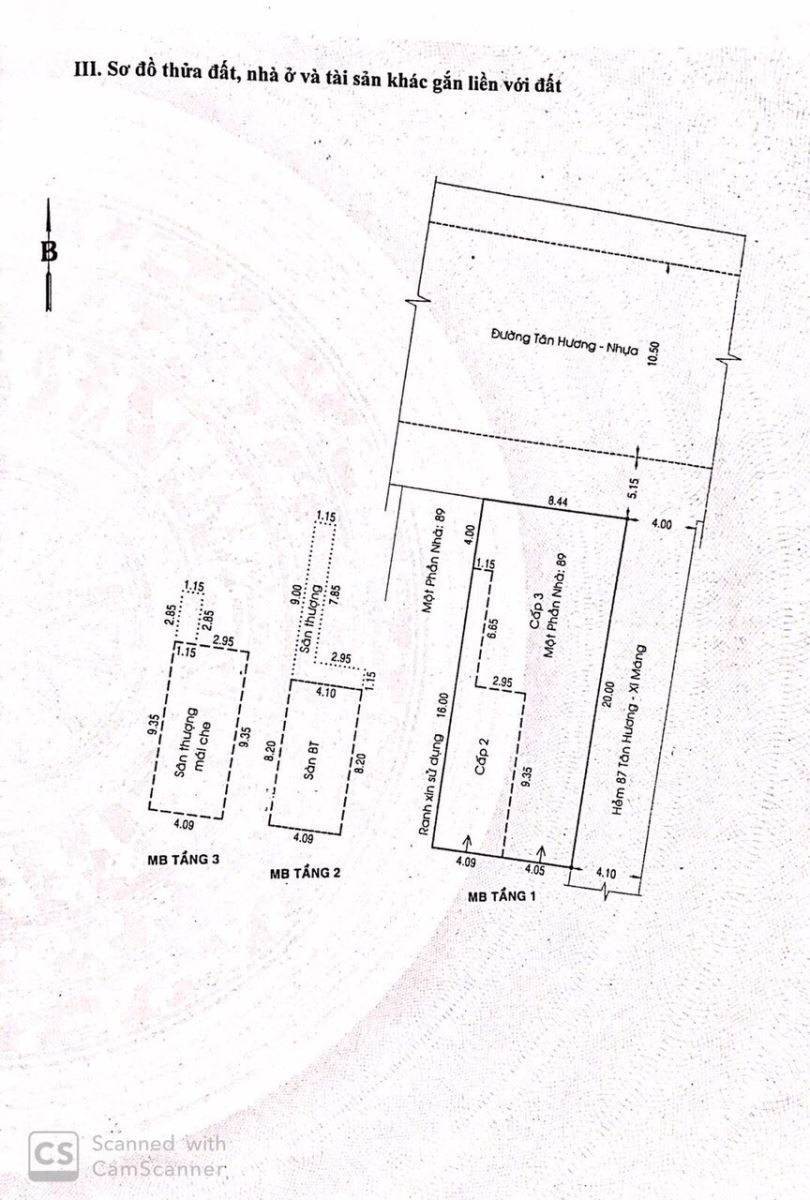 III. Sơ đồ thửa đất, nhà ở và tài sản khác gắn liền với đất
B
Đường Tân Hương - Nhựa
10.50
5.15
8.44
4.00
Một Phần Nhà: 89
4.00
1.15
6.65
Cấp 3
Một Phần Nhà: 89
2.95
16.00
Ranh xin sử dụng
Cấp 2
9.35
20.00
Hẻm 87 Tân Hương - Xi Măng
4.09
4.05
4.10
MB TẦNG 1
1.15
9.00
Sân thượng
7.85
2.95
1.15
4.10
8.20
Sàn BT
8.20
4.09
MB TẦNG 2
1.15
2.85
2.85
1.15
2.95
9.35
Sân thượng
mái che
9.35
4.09
MB TẦNG 3
CS
Scanned with
CamScanner